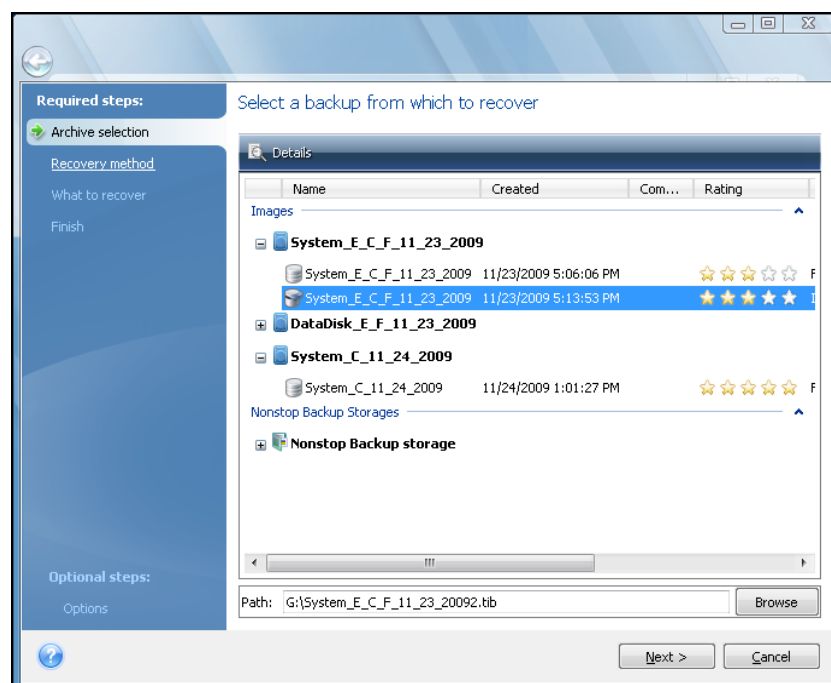 Required steps:
Archive selection
Recovery method
What to recover
Finish
Optional steps:
Options
Select a backup from which to recover
Details
Name Created Com... Rating
Images
System_E_C_F_11_23_2009
System_E_C_F_11_23_2009 11/23/2009 5:06:06 PM F
System_E_C_F_11_23_2009 11/23/2009 5:13:53 PM I
DataDisk_E_F_11_23_2009
System_C_11_24_2009
System_C_11_24_2009 11/24/2009 1:01:27 PM F
Nonstop Backup Storages
Nonstop Backup storage
Path: G:\System_E_C_F_11_23_20092.tib Browse
Next > Cancel